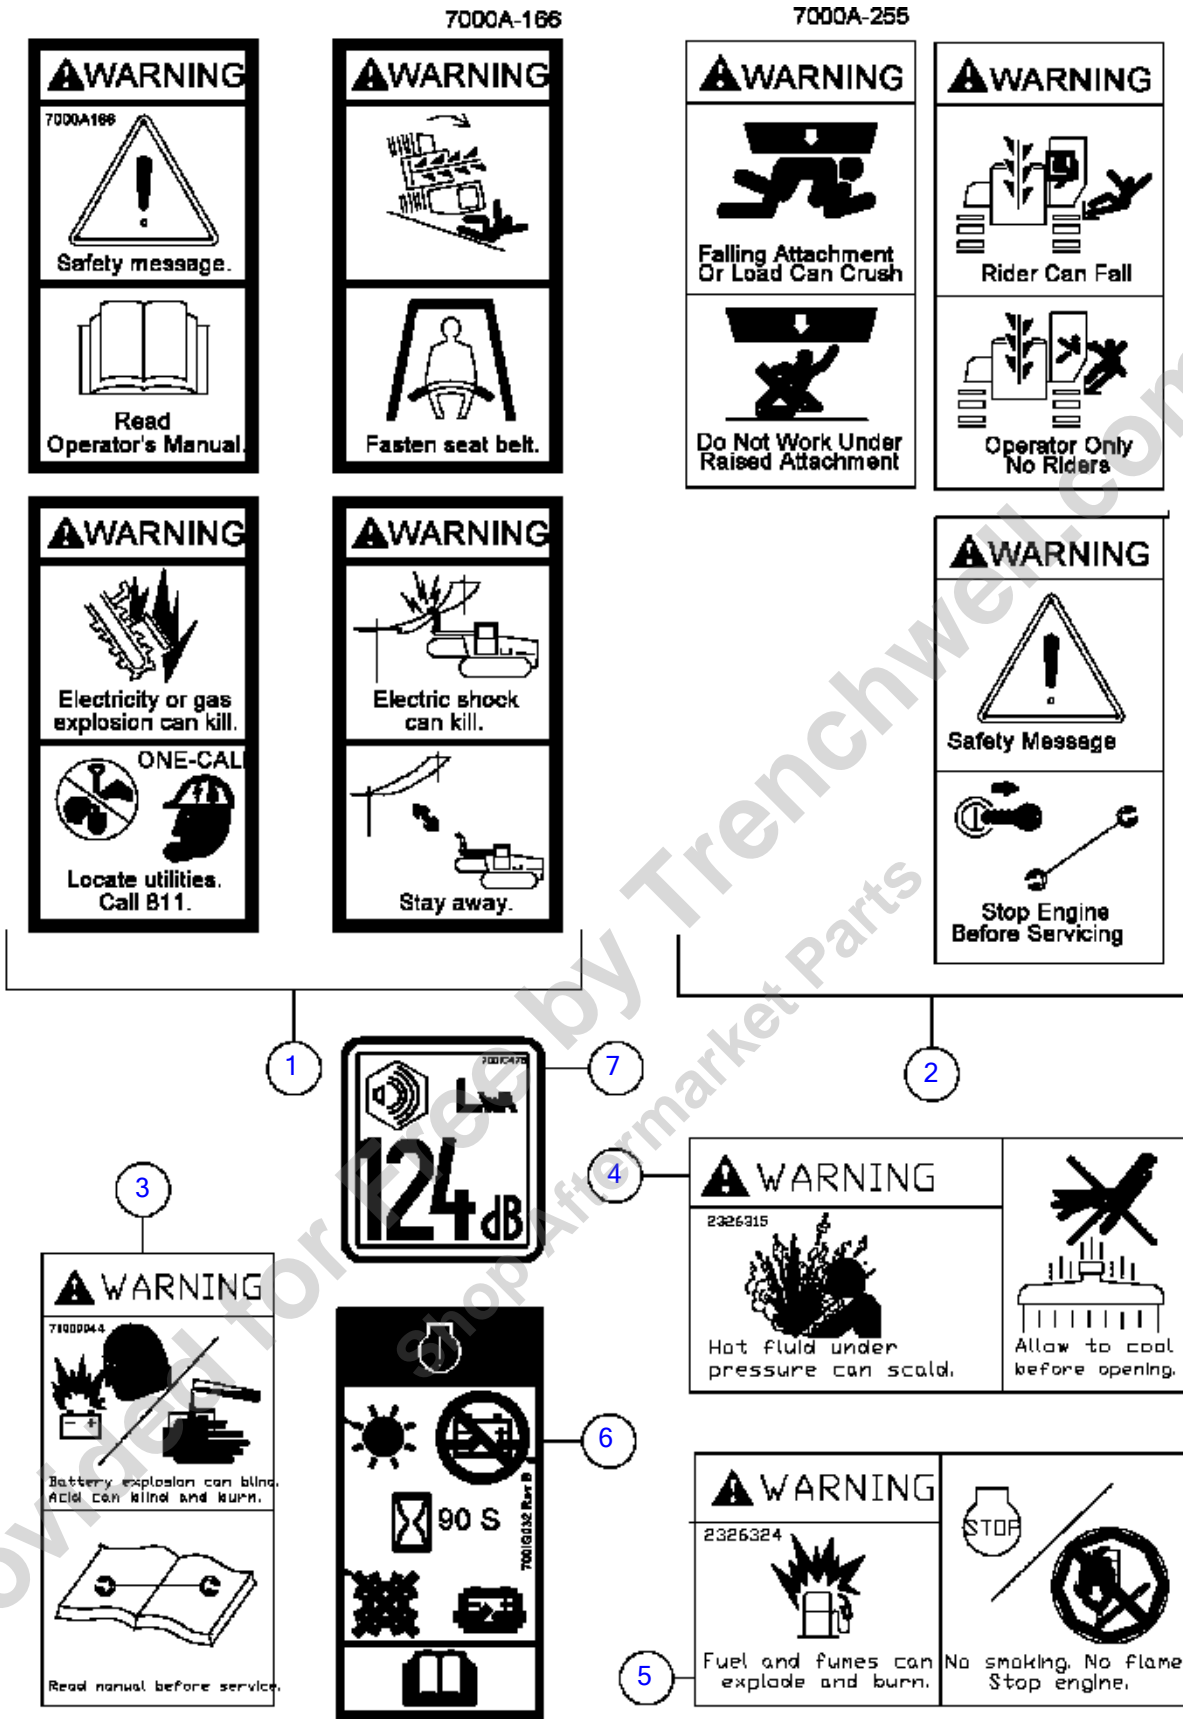 7000A-166
WARNING
7000A166
Safety message.
Read
Operator's Manual.
WARNING
Fasten seat belt.
WARNING
Electricity or gas
explosion can kill.
ONE-CALL
Locate utilities.
Call 811.
WARNING
Electric shock
can kill.
Stay away.
1
7000A-255
WARNING
Falling Attachment
Or Load Can Crush
Do Not Work Under
Raised Attachment
WARNING
Rider Can Fall
Operator Only
No Riders
WARNING
Safety Message
Stop Engine
Before Servicing
2
7
LWA
124 dB
3
WARNING
Battery explosion can blind.
Acid can blind and burn.
Read manual before service.
6
90 S
700IG032 Rev B
4
WARNING
2326315
Hot fluid under
pressure can scald.
Allow to cool
before opening.
5
WARNING
2326324
Fuel and fumes can
explode and burn.
STOP
No smoking. No flame
Stop engine.
Provided for Free by Trenchwell.com
Shop Aftermarket Parts